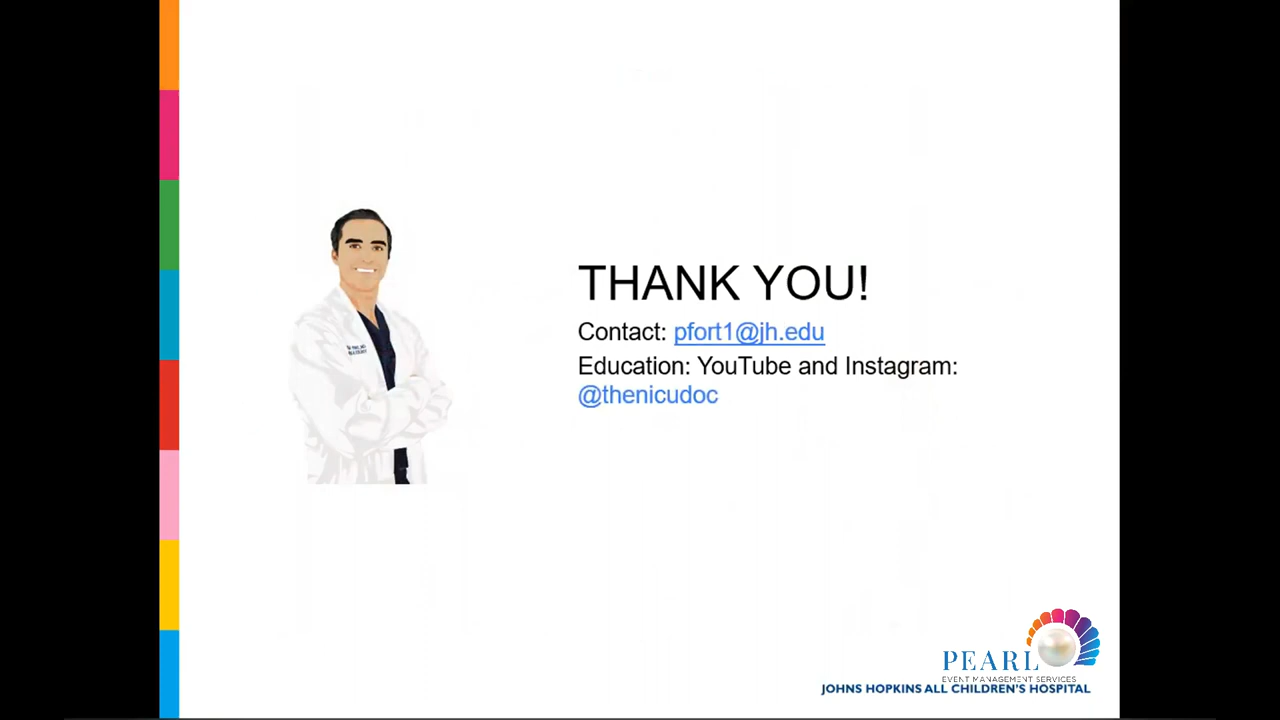 THANK YOU!
Contact: pfort1@jh.edu
Education: YouTube and Instagram:
@thenicudoc
PEARL
EVENT MANAGEMENT SERVICES
JOHNS HOPKINS ALL CHILDREN'S HOSPITAL